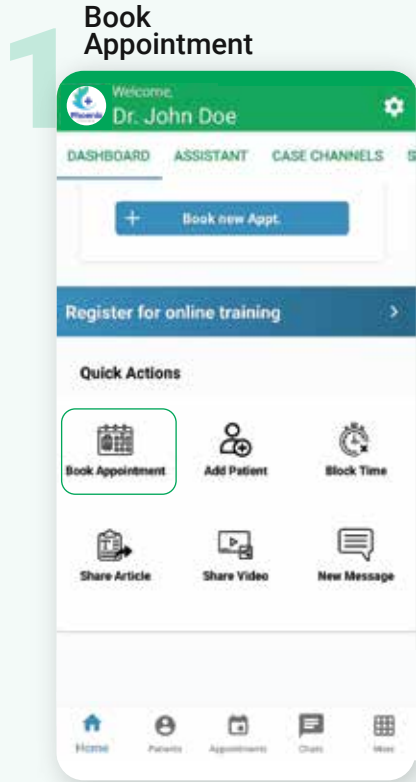 1
Book
Appointment
Welcome,
Phoenix
Dr. John Doe
DASHBOARD ASSISTANT CASE CHANNELS S
+ Book new Appt.
Register for online training >
Quick Actions
Book Appointment Add Patient Block Time
Share Article Share Video New Message
Home Patients Appointments Chats More